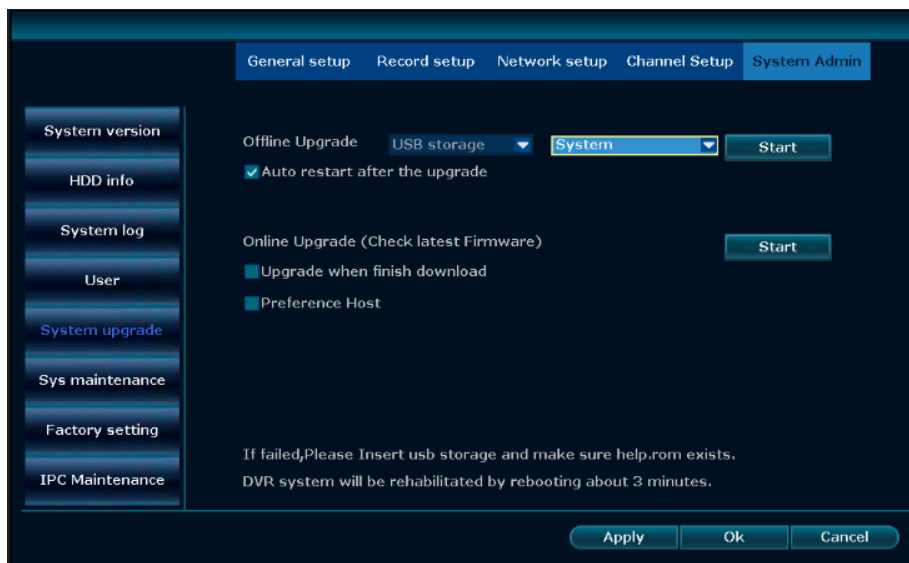 General setup Record setup Network setup Channel Setup System Admin
System version
HDD info
System log
User
System upgrade
Sys maintenance
Factory setting
IPC Maintenance
Offline Upgrade USB storage System Start
Auto restart after the upgrade
Online Upgrade (Check latest Firmware) Start
Upgrade when finish download
Preference Host
If failed,Please Insert usb storage and make sure help.rom exists.
DVR system will be rehabilitated by rebooting about 3 minutes.
Apply Ok Cancel